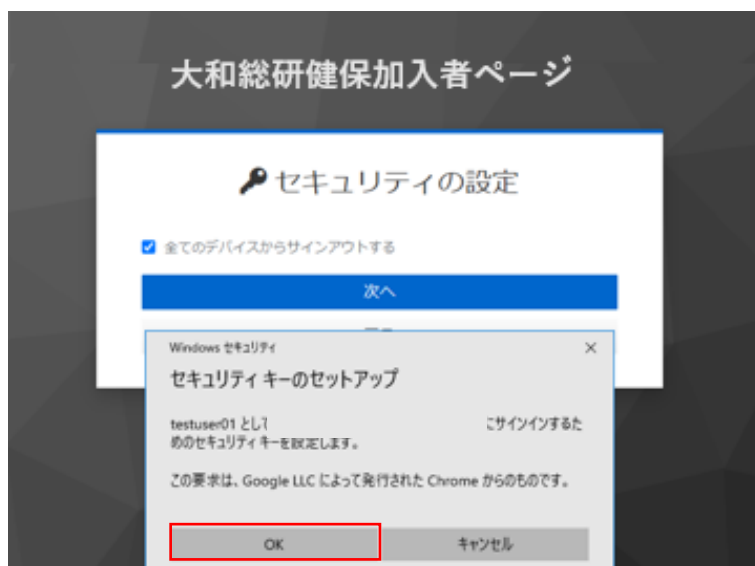 大和総研健保加入者ページ
セキュリティの設定
全てのデバイスからサインアウトする
次へ
Windows セキュリティ
セキュリティ キーのセットアップ
testuser01 として にサインインするた
めのセキュリティ キーを設定します。
この要求は、Google LLC によって発行された Chrome からのものです。
OK キャンセル